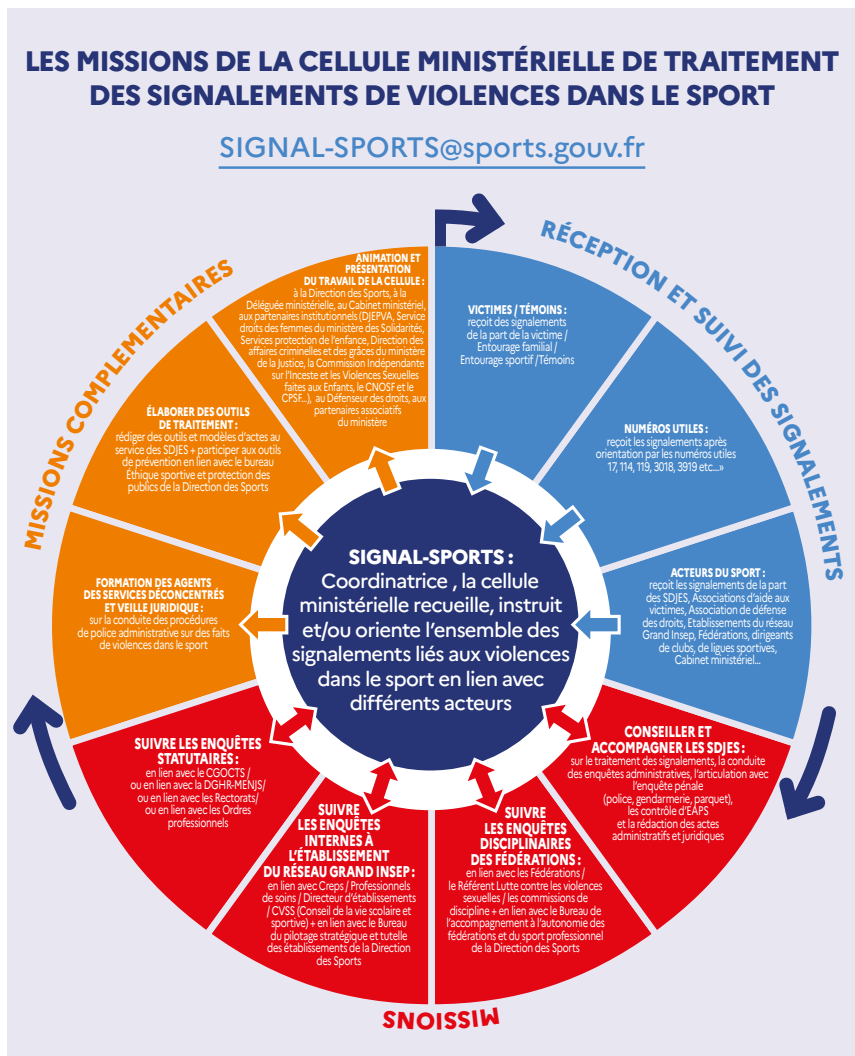 LES MISSIONS DE LA CELLULE MINISTÉRIELLE DE TRAITEMENT
DES SIGNALEMENTS DE VIOLENCES DANS LE SPORT
SIGNAL-SPORTS@sports.gouv.fr
RÉCEPTION ET SUIVI DES SIGNALEMENTS
VICTIMES / TÉMOINS :
reçoit des signalements
de la part de la victime /
Entourage familial /
Entourage sportif /Témoins
NUMÉROS UTILES :
reçoit les signalements après
orientation par les numéros utiles
17, 114, 119, 3018, 3919 etc...»
ACTEURS DU SPORT :
reçoit les signalements de la part
des SDJES, Associations d'aide aux
victimes, Association de défense
des droits, Etablissements du réseau
Grand Insep, Fédérations, dirigeants
de clubs, de ligues sportives,
Cabinet ministériel...
MISSIONS
CONSEILLER ET
ACCOMPAGNER LES SDJES :
sur le traitement des signalements, la conduite
des enquêtes administratives, l'articulation avec
l'enquête pénale
(police, gendarmerie, parquet),
les contrôle d'EAPS
et la rédaction des actes
administratifs et juridiques
SUIVRE
LES ENQUÊTES
DISCIPLINAIRES
DES FÉDÉRATIONS :
en lien avec les Fédérations /
le Référent Lutte contre les violences
sexuelles / les commissions de
discipline + en lien avec le Bureau de
l'accompagnement à l'autonomie des
fédérations et du sport professionnel
de la Direction des Sports
SUIVRE
LES ENQUÊTES
INTERNES À
L'ÉTABLISSEMENT
DU RÉSEAU GRAND INSEP :
en lien avec Creps / Professionnels
de soins / Directeur d'établissements
/ CVSS (Conseil de la vie scolaire et
sportive) + en lien avec le Bureau
du pilotage stratégique et tutelle
des établissements de la Direction
des Sports
SUIVRE LES ENQUÊTES
STATUTAIRES :
en lien avec le CGOCTS /
ou en lien avec la DGHR-MENJS/
ou en lien avec les Rectorats/
ou en lien avec les Ordres
professionnels
MISSIONS COMPLEMENTAIRES
FORMATION DES AGENTS
DES SERVICES DÉCONCENTRÉS
ET VEILLE JURIDIQUE :
sur la conduite des procédures
de police administrative sur des faits
de violences dans le sport
ÉLABORER DES OUTILS
DE TRAITEMENT :
rédiger des outils et modèles d'actes au
service des SDJES + participer aux outils
de prévention en lien avec le bureau
Éthique sportive et protection des
publics de la Direction des Sports
ANIMATION ET
PRÉSENTATION
DU TRAVAIL DE LA CELLULE :
à la Direction des Sports, à la
Déléguée ministérielle, au Cabinet ministériel,
aux partenaires institutionnels (DJEPVA, Service
droits des femmes du ministère des Solidarités,
Services protection de l'enfance, Direction des
affaires criminelles et des grâces du ministère
de la Justice, la Commission Indépendante
sur l'Inceste et les Violences Sexuelles
faites aux Enfants, le CNOSF et le
CPSF...), au Défenseur des droits, aux
partenaires associatifs
du ministère
SIGNAL-SPORTS :
Coordinatrice , la cellule
ministérielle recueille, instruit
et/ou oriente l'ensemble des
signalements liés aux violences
dans le sport en lien avec
différents acteurs